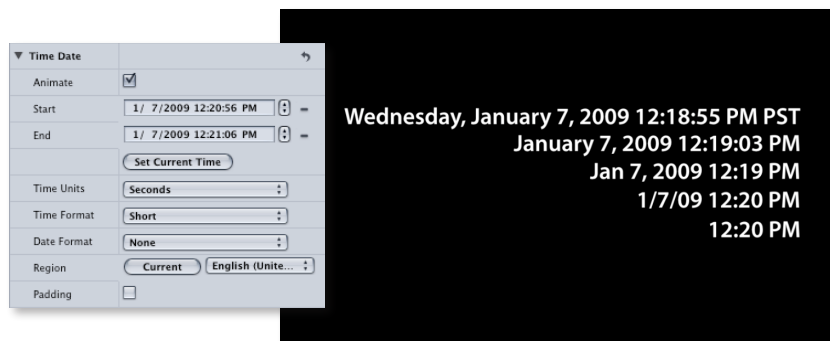 Time Date
Animate
Start 1/ 7/2009 12:20:56 PM
End 1/ 7/2009 12:21:06 PM
Set Current Time
Time Units Seconds
Time Format Short
Date Format None
Region Current English (Unite...
Padding
Wednesday, January 7, 2009 12:18:55 PM PST
January 7, 2009 12:19:03 PM
Jan 7, 2009 12:19 PM
1/7/09 12:20 PM
12:20 PM